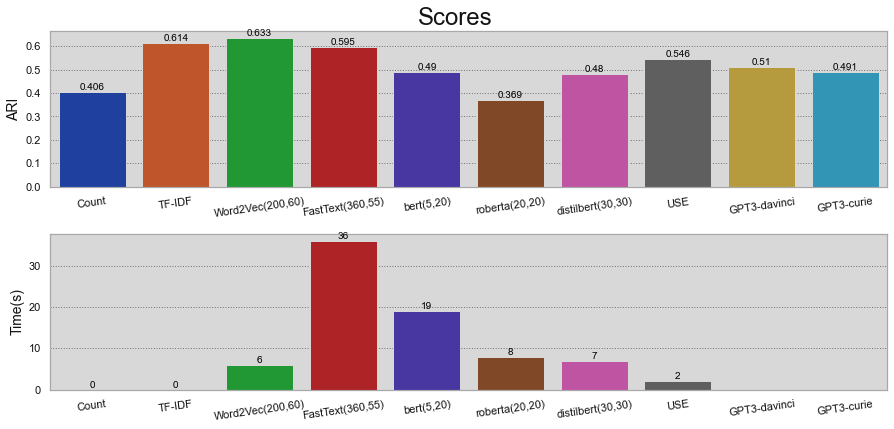 Scores
ARI
0.6
0.5
0.4
0.3
0.2
0.1
0.0
0.406
0.614
0.633
0.595
0.49
0.369
0.48
0.546
0.51
0.491
Count
TF-IDF
Word2Vec(200,60)
FastText(360,55)
bert(5,20)
roberta(20,20)
distilbert(30,30)
USE
GPT3-davinci
GPT3-curie
Time(s)
30
20
10
0
0
0
6
36
19
8
7
2
Count
TF-IDF
Word2Vec(200,60)
FastText(360,55)
bert(5,20)
roberta(20,20)
distilbert(30,30)
USE
GPT3-davinci
GPT3-curie